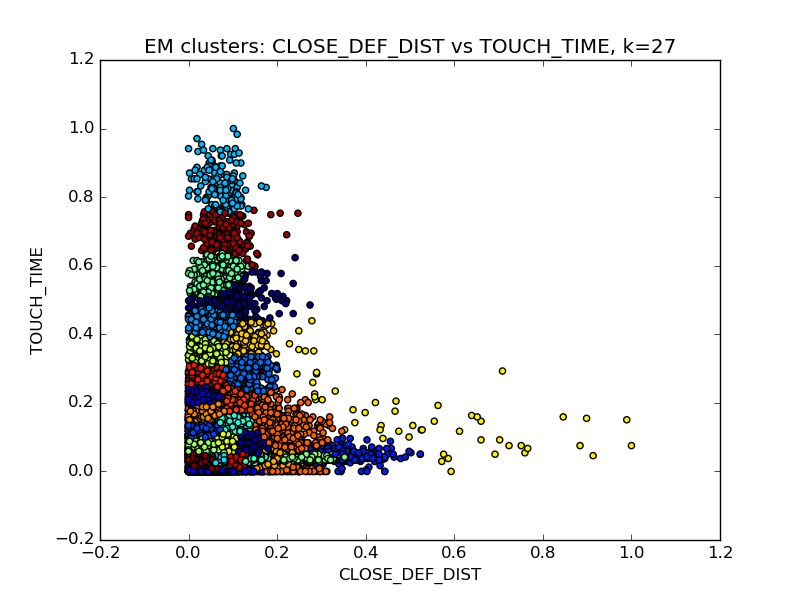 EM clusters: CLOSE_DEF_DIST vs TOUCH_TIME, k=27
1.2
1.0
0.8
0.6
0.4
0.2
0.0
−0.2
TOUCH_TIME
−0.2 0.0 0.2 0.4 0.6 0.8 1.0 1.2
CLOSE_DEF_DIST